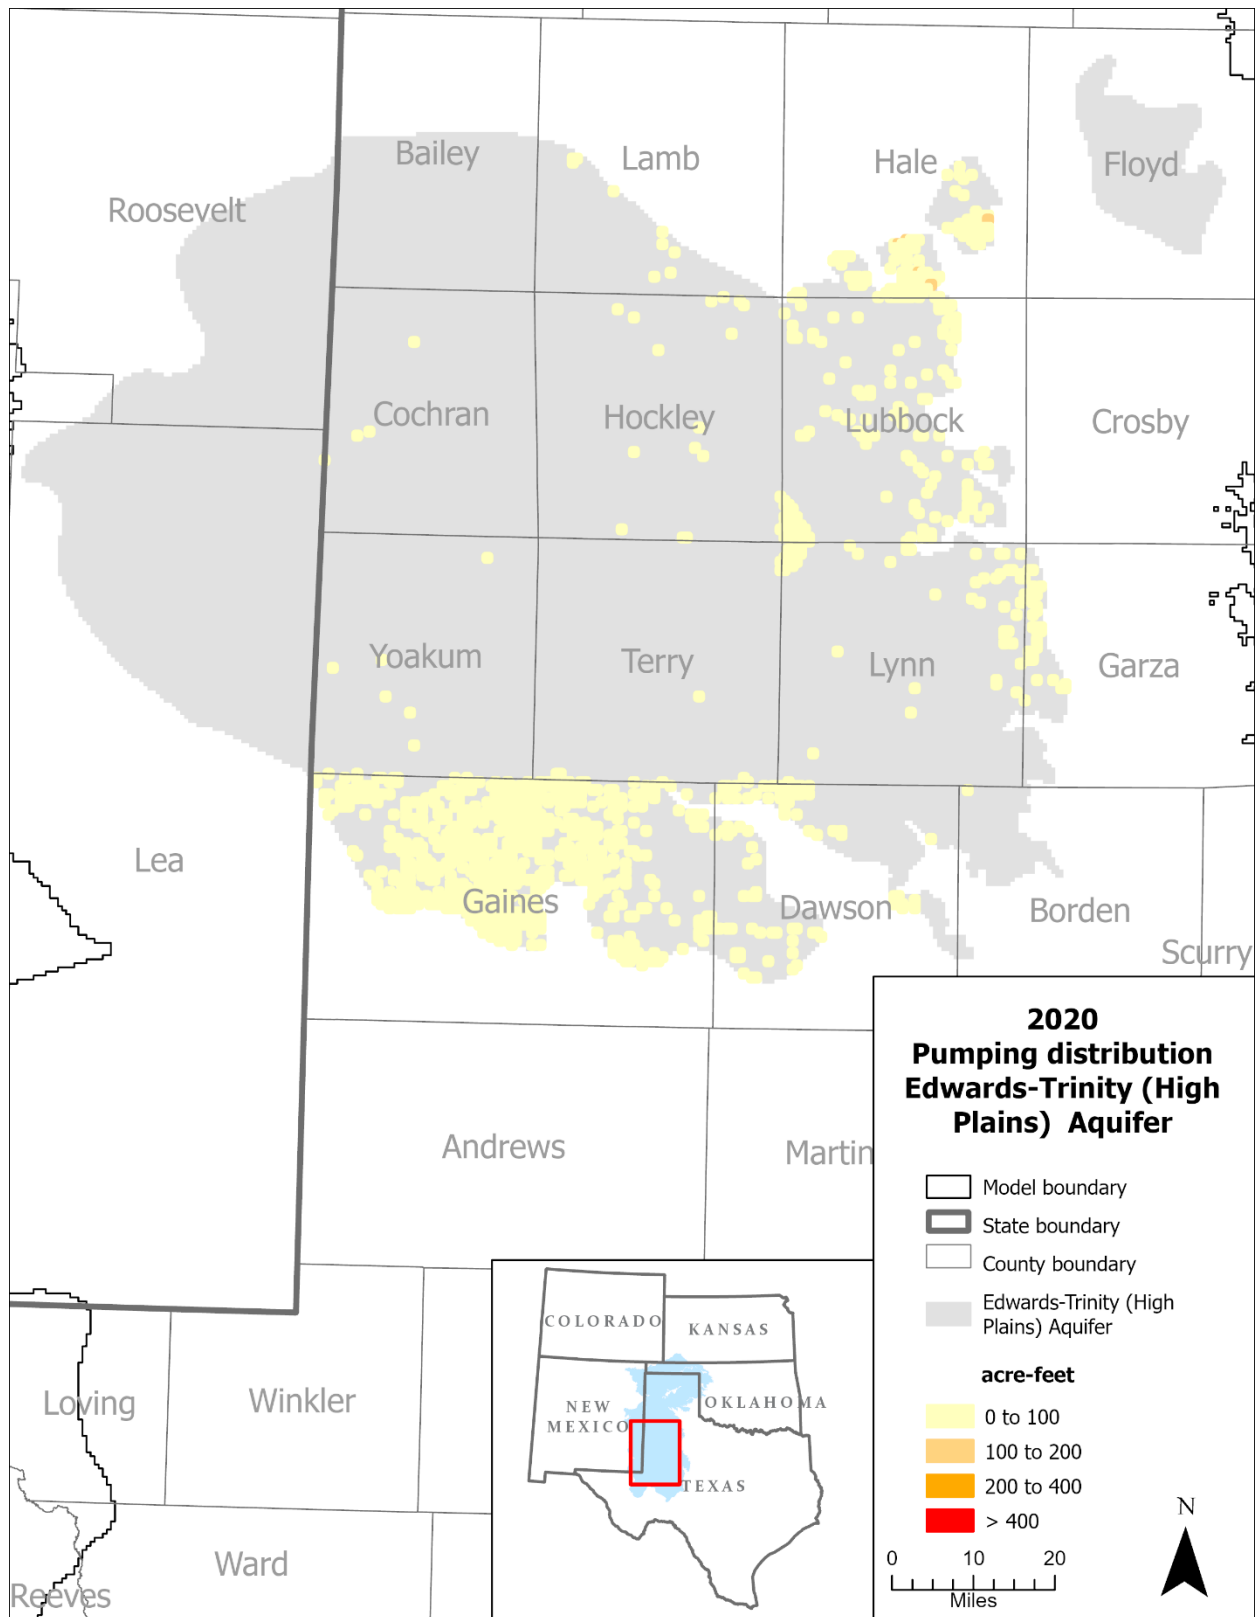 Bailey
Lamb
Hale
Floyd
Roosevelt
Cochran
Hockley
Lubbock
Crosby
Yoakum
Terry
Lynn
Garza
Lea
Gaines
Dawson
Borden
Scurry
Andrews
Martin
Loving
Winkler
Ward
Reeves
2020
Pumping distribution
Edwards-Trinity (High
Plains) Aquifer
Model boundary
State boundary
County boundary
Edwards-Trinity (High
Plains) Aquifer
acre-feet
0 to 100
100 to 200
200 to 400
> 400
0 10 20
Miles
N
COLORADO
KANSAS
NEW
MEXICO
OKLAHOMA
TEXAS